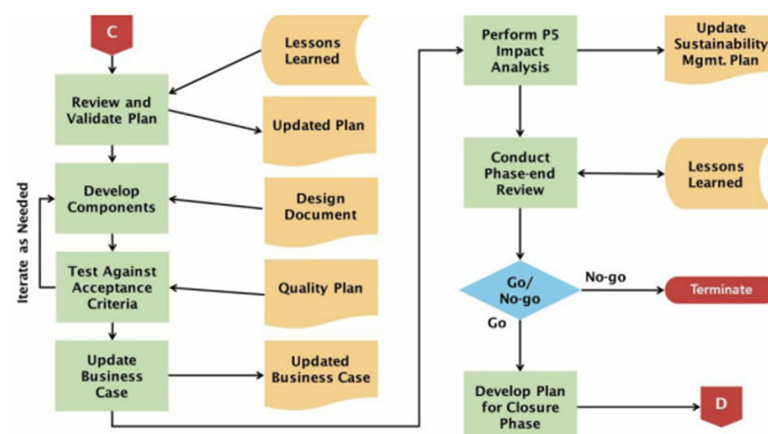 C
Lessons
Learned
Review and
Validate Plan
Updated Plan
Develop
Components
Design
Document
Iterate as Needed
Test Against
Acceptance
Criteria
Quality Plan
Update
Business
Case
Updated
Business Case
Perform P5
Impact
Analysis
Update
Sustainability
Mgmt. Plan
Conduct
Phase-end
Review
Lessons
Learned
Go/
No-go
No-go
Terminate
Go
Develop Plan
for Closure
Phase
D